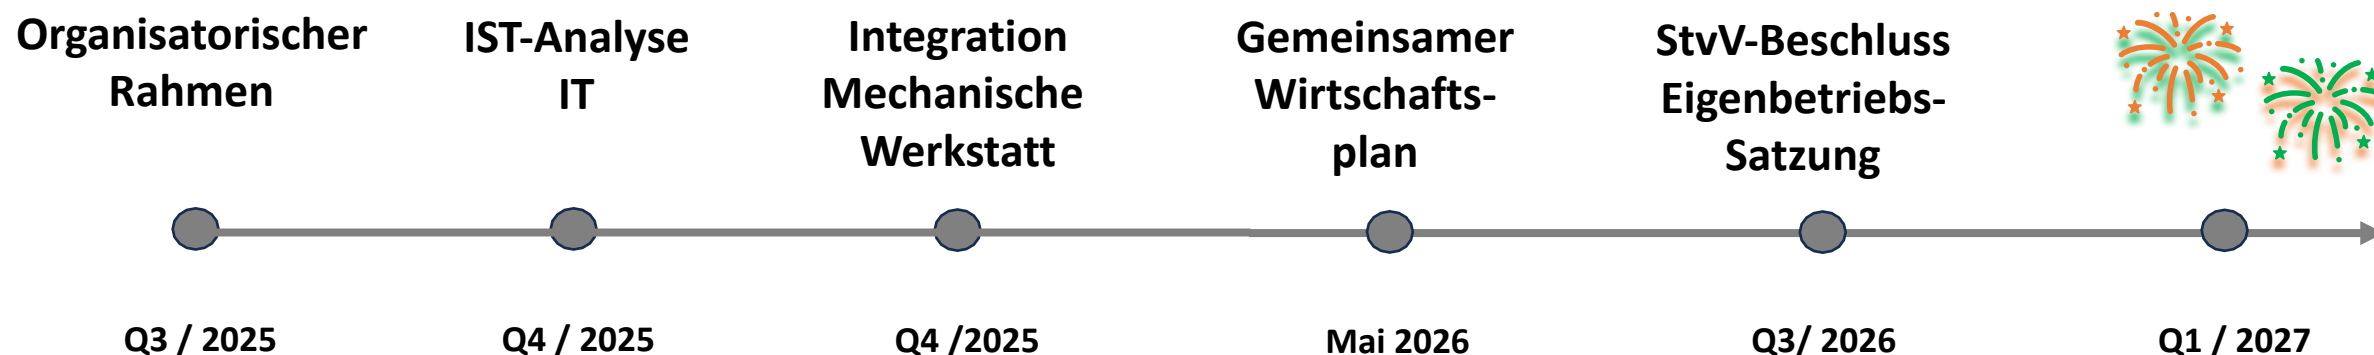 Organisatorischer
Rahmen
IST-Analyse
IT
Integration
Mechanische
Werkstatt
Gemeinsamer
Wirtschafts-
plan
StvV-Beschluss
Eigenbetriebs-
Satzung
Q3 / 2025
Q4 / 2025
Q4 /2025
Mai 2026
Q3/ 2026
Q1 / 2027